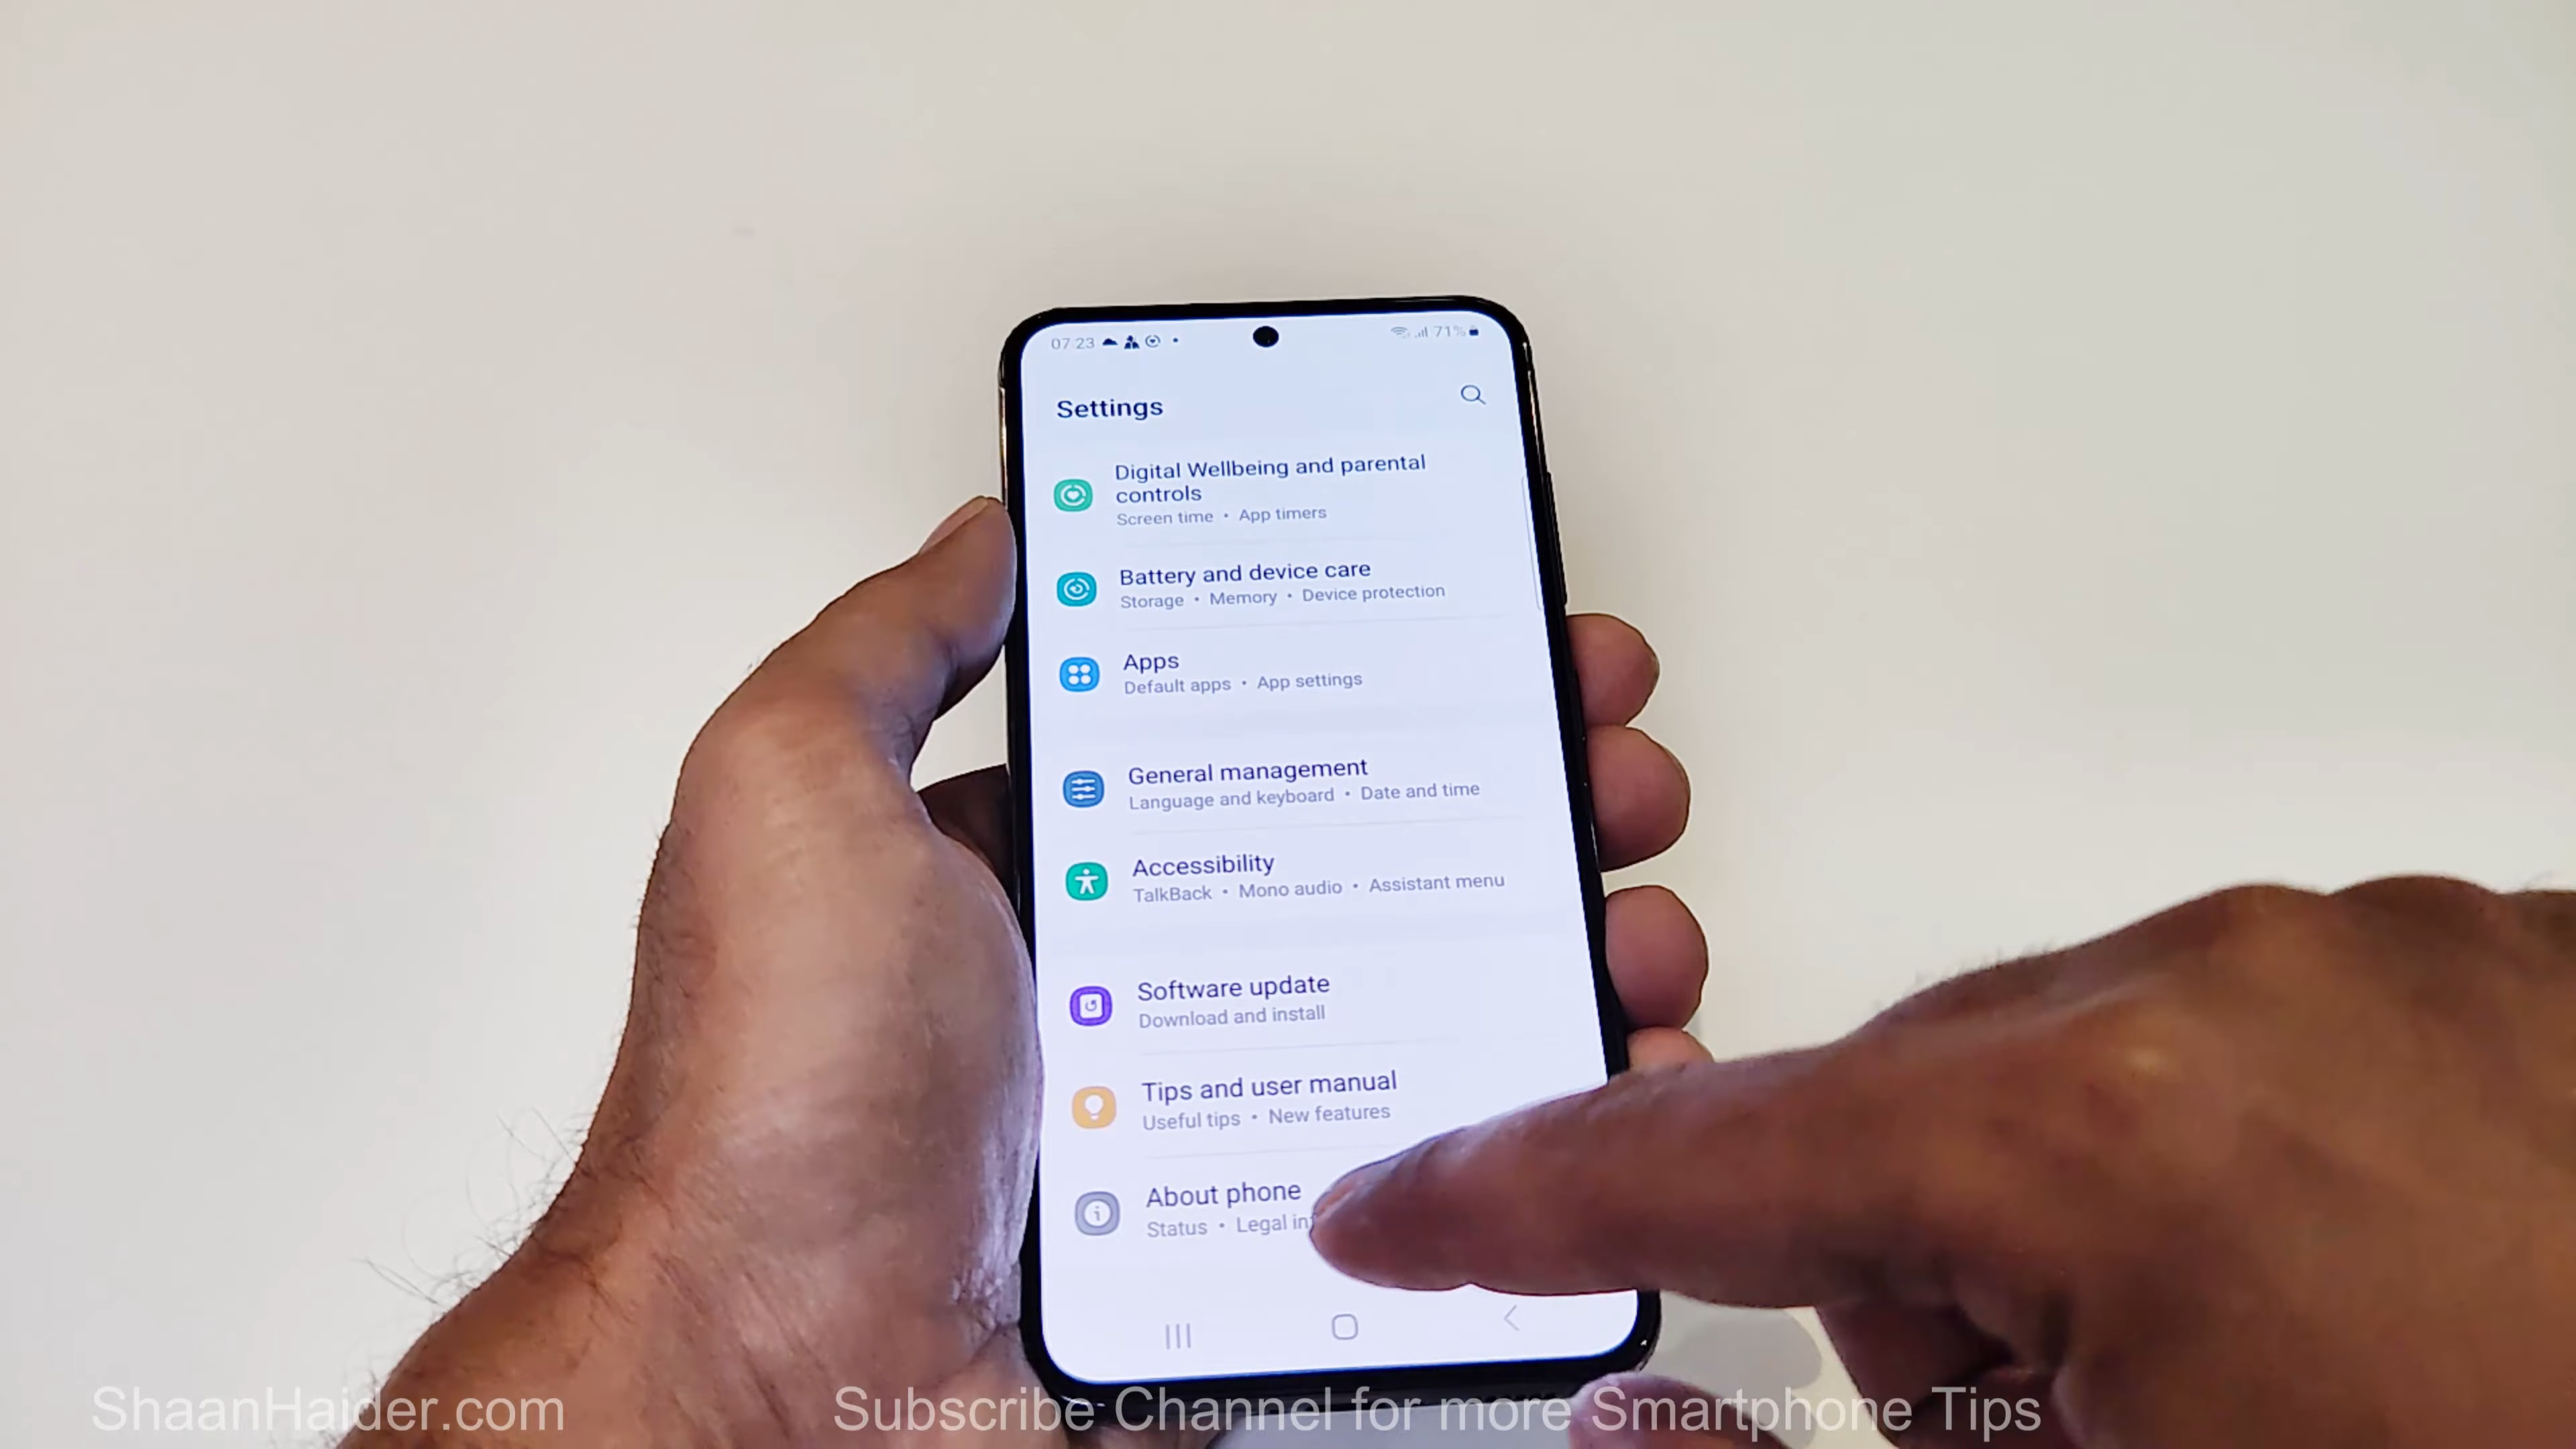 07:23
71%
Settings
Digital Wellbeing and parental
controls
Screen time • App timers
Battery and device care
Storage • Memory • Device protection
Apps
Default apps • App settings
General management
Language and keyboard • Date and time
Accessibility
TalkBack • Mono audio • Assistant menu
Software update
Download and install
Tips and user manual
Useful tips • New features
About phone
Status • Legal in
ShaanHaider.com
Subscribe Channel for more Smartphone Tips